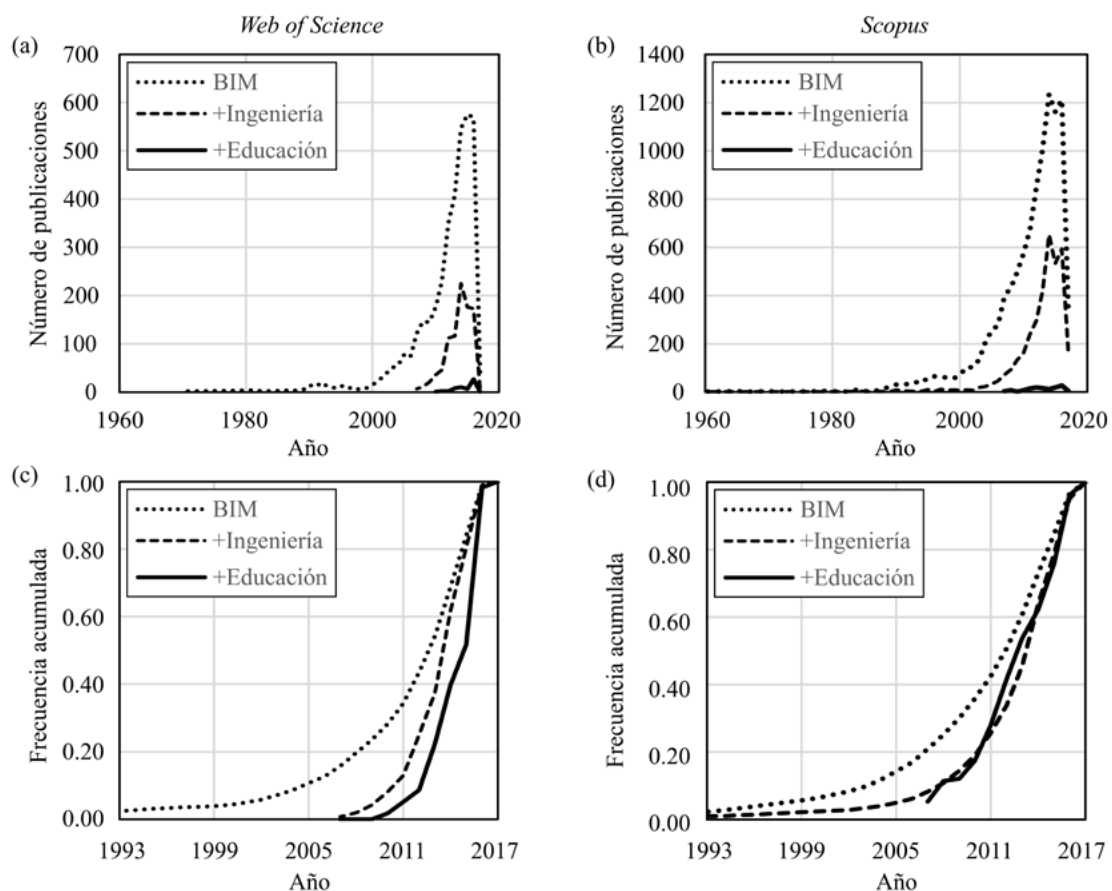 Web of Science
(a)
700
600
500
400
300
200
100
0
Número de publicaciones
BIM
+Ingeniería
+Educación
1960
1980
2000
2020
Año
Scopus
(b)
1400
1200
1000
800
600
400
200
0
Número de publicaciones
BIM
+Ingeniería
+Educación
1960
1980
2000
2020
Año
(c)
1.00
0.80
0.60
0.40
0.20
0.00
Frecuencia acumulada
BIM
+Ingeniería
+Educación
1993
1999
2005
2011
2017
Año
(d)
1.00
0.80
0.60
0.40
0.20
0.00
Frecuencia acumulada
BIM
+Ingeniería
+Educación
1993
1999
2005
2011
2017
Año